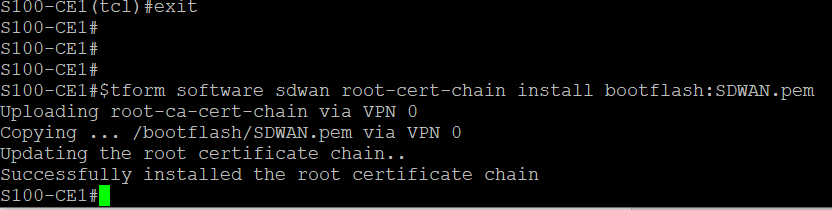 S100-CE1(tcl)#exit
S100-CE1#
S100-CE1#
S100-CE1#
S100-CE1#$tform software sdwan root-cert-chain install bootflash:SDWAN.pem
Uploading root-ca-cert-chain via VPN 0
Copying ... /bootflash/SDWAN.pem via VPN 0
Updating the root certificate chain..
Successfully installed the root certificate chain
S100-CE1#